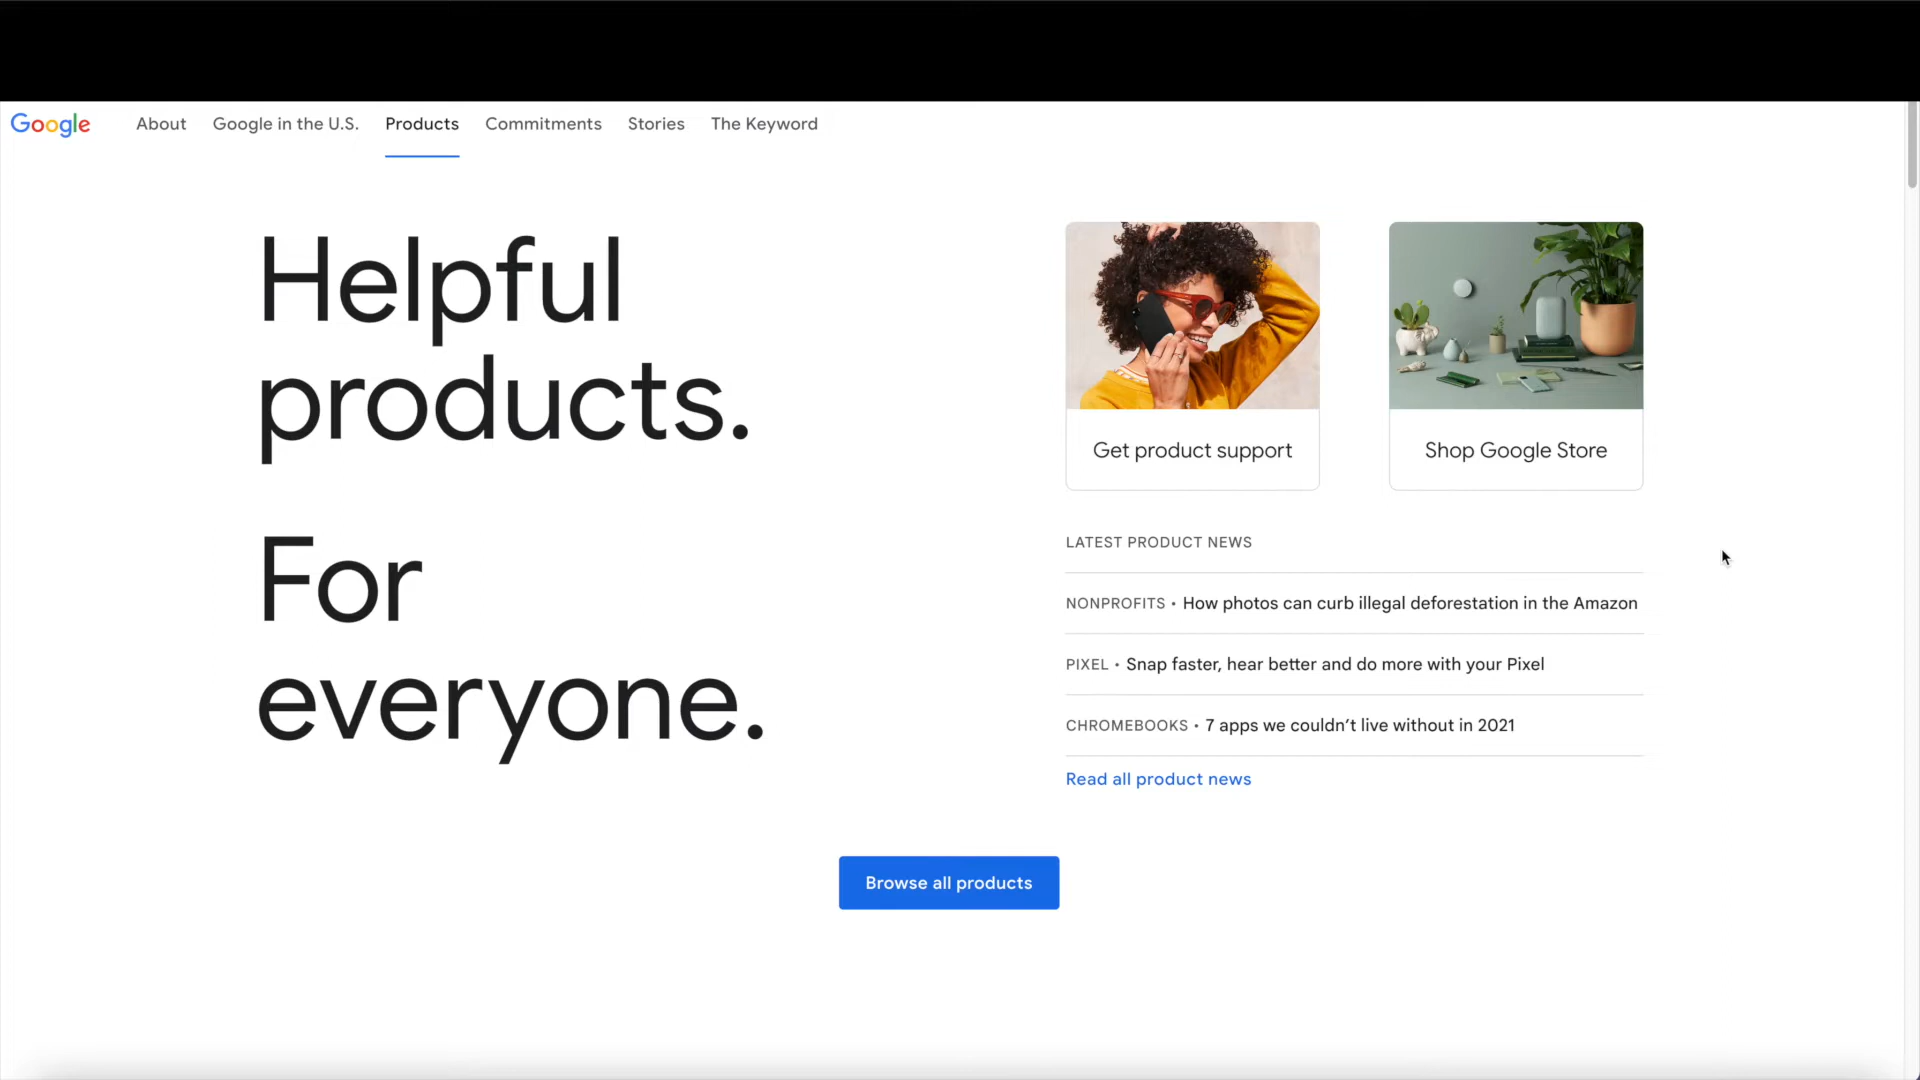 Google About Google in the U.S. Products Commitments Stories The Keyword
Helpful
products.
For
everyone.
Get product support
Shop Google Store
LATEST PRODUCT NEWS
NONPROFITS • How photos can curb illegal deforestation in the Amazon
PIXEL • Snap faster, hear better and do more with your Pixel
CHROMEBOOKS • 7 apps we couldn’t live without in 2021
Read all product news
Browse all products